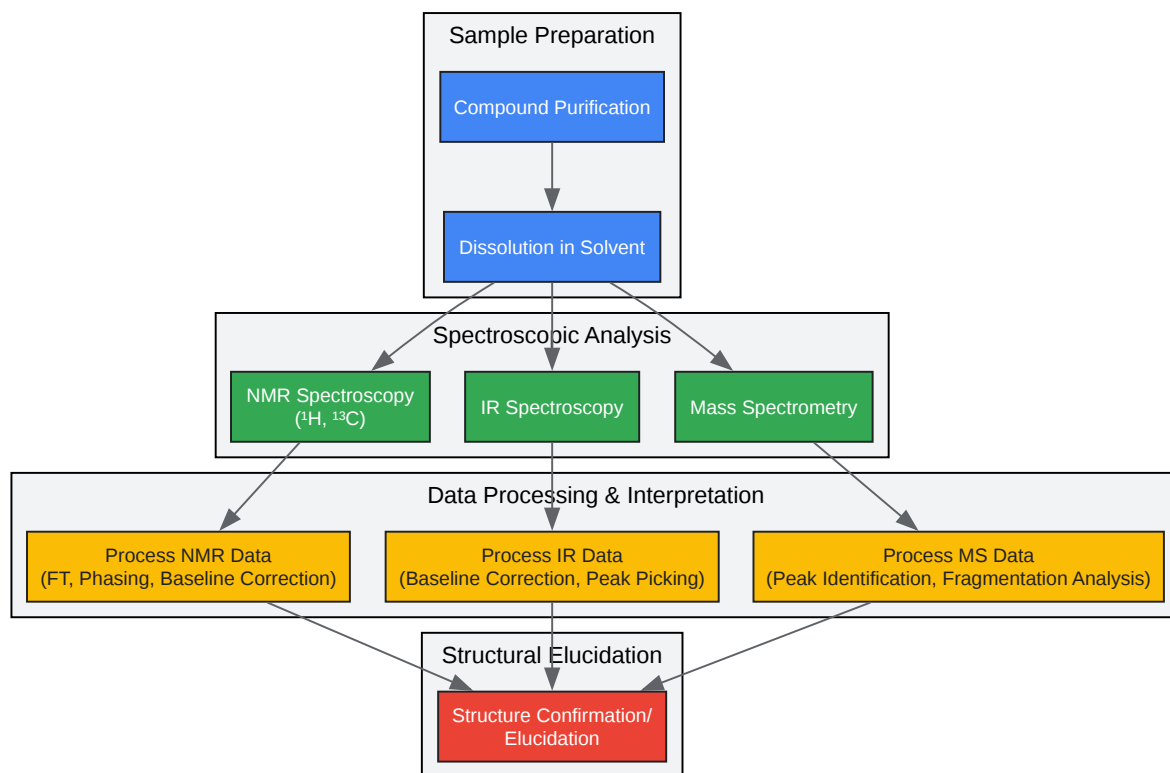 Sample Preparation
Compound Purification
Dissolution in Solvent
Spectroscopic Analysis
NMR Spectroscopy
(¹H, ¹³C)
IR Spectroscopy
Mass Spectrometry
Data Processing & Interpretation
Process NMR Data
(FT, Phasing, Baseline Correction)
Process IR Data
(Baseline Correction, Peak Picking)
Process MS Data
(Peak Identification, Fragmentation Analysis)
Structural Elucidation
Structure Confirmation/
Elucidation